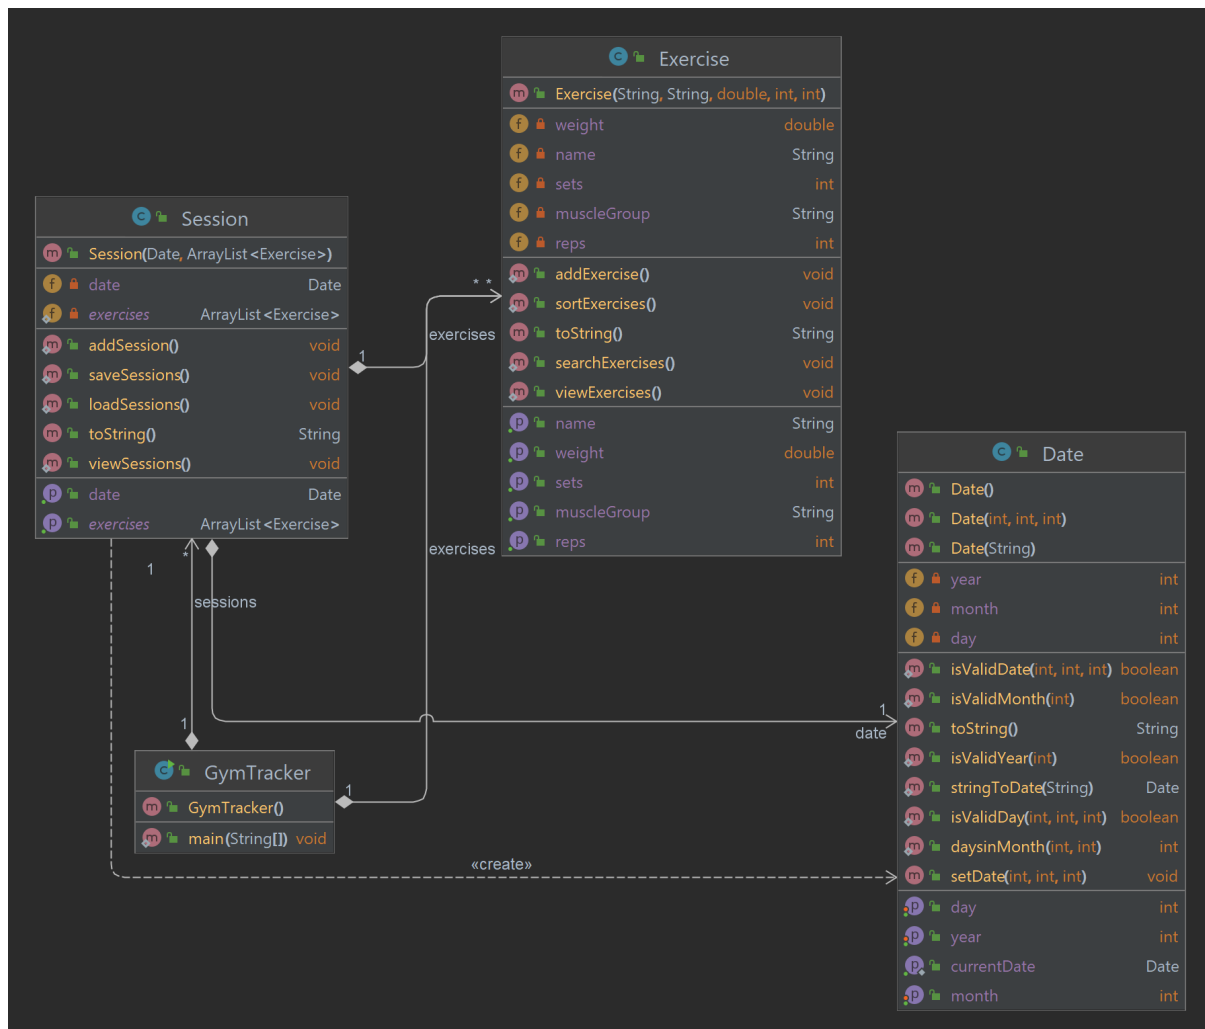 Exercise
Exercise(String, String, double, int, int)
weight double
name String
sets int
muscleGroup String
reps int
addExercise() void
sortExercises() void
toString() String
searchExercises() void
viewExercises() void
name String
weight double
sets int
muscleGroup String
reps int
Session
Session(Date, ArrayList<Exercise>)
date Date
exercises ArrayList<Exercise>
addSession() void
saveSessions() void
loadSessions() void
toString() String
viewSessions() void
date Date
exercises ArrayList<Exercise>
* *
exercises
1
exercises
*
1
sessions
1
GymTracker
GymTracker()
main(String[]) void
1
1
date
«create»
Date
Date()
Date(int, int, int)
Date(String)
year int
month int
day int
isValidDate(int, int, int) boolean
isValidMonth(int) boolean
toString() String
isValidYear(int) boolean
stringToDate(String) Date
isValidDay(int, int, int) boolean
daysinMonth(int, int) int
setDate(int, int, int) void
day int
year int
currentDate Date
month int